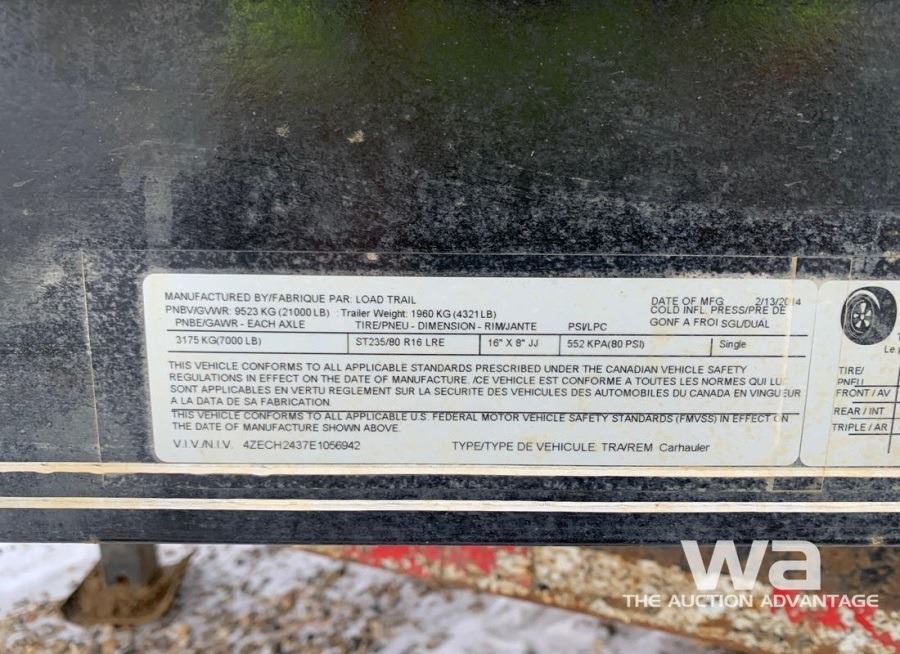 MANUFACTURED BY/FABRIQUE PAR: LOAD TRAIL
DATE OF MFG 2/13/2014
PNBV/GVWR: 9523 KG (21000 LB) : Trailer Weight: 1960 KG (4321LB)
COLD INFL. PRESS/PRE DE
PNBE/GAWR - EACH AXLE TIRE/PNEU - DIMENSION - RIM/JANTE PSI/LPC GONF A FROI SGL/DUAL
3175 KG(7000 LB) ST235/80 R16 LRE 16" X 8" JJ 552 KPA(80 PSI) Single
THIS VEHICLE CONFORMS TO ALL APPLICABLE STANDARDS PRESCRIBED UNDER THE CANADIAN VEHICLE SAFETY
REGULATIONS IN EFFECT ON THE DATE OF MANUFACTURE. /CE VEHICLE EST CONFORME A TOUTES LES NORMES QUI LUI
SONT APPLICABLES EN VERTU REGLEMENT SUR LA SECURITE DES VEHICULES DES AUTOMOBILES DU CANADA EN VINGUEUR
A LA DATA DE SA FABRICATION.
THIS VEHICLE CONFORMS TO ALL APPLICABLE U.S. FEDERAL MOTOR VEHICLE SAFETY STANDARDS (FMVSS) IN EFFECT ON
THE DATE OF MANUFACTURE SHOWN ABOVE.
V.I.V./N.I.V. 4ZECH2437E1056942 TYPE/TYPE DE VEHICULE: TRA/REM Carhauler
TIRE/
PNEU
FRONT / AV
REAR / INT
TRIPLE / AR
wa
THE AUCTION ADVANTAGE